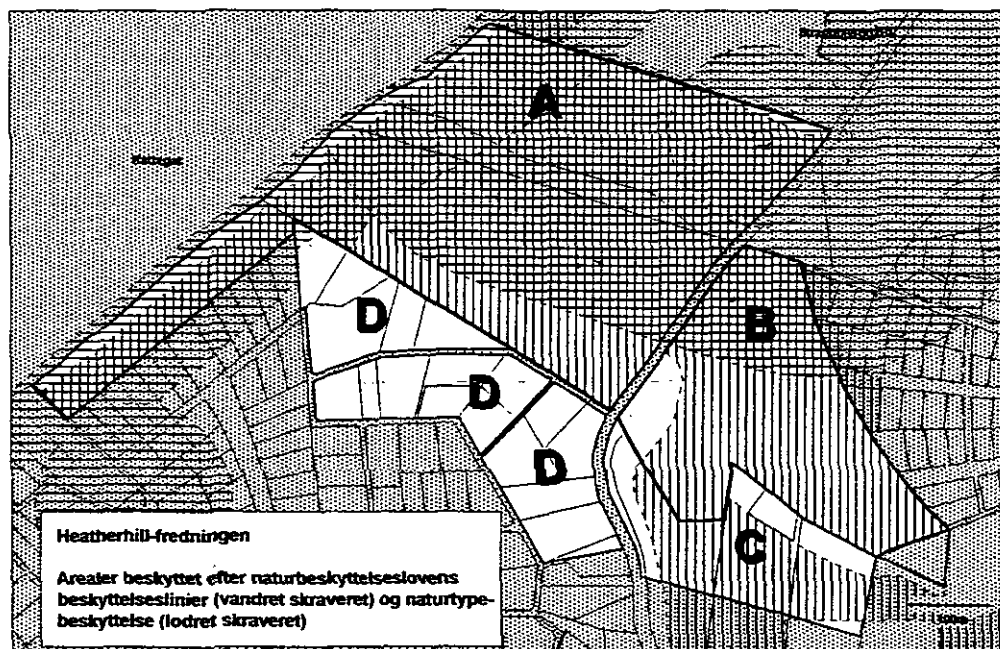 A
Kattegat
B
D
D
D
C
Heatherhill-fredningen
Arealer beskyttet efter naturbeskyttelseslovens
beskyttelseslinier (vandret skraveret) og naturtype-
beskyttelse (lodret skraveret)